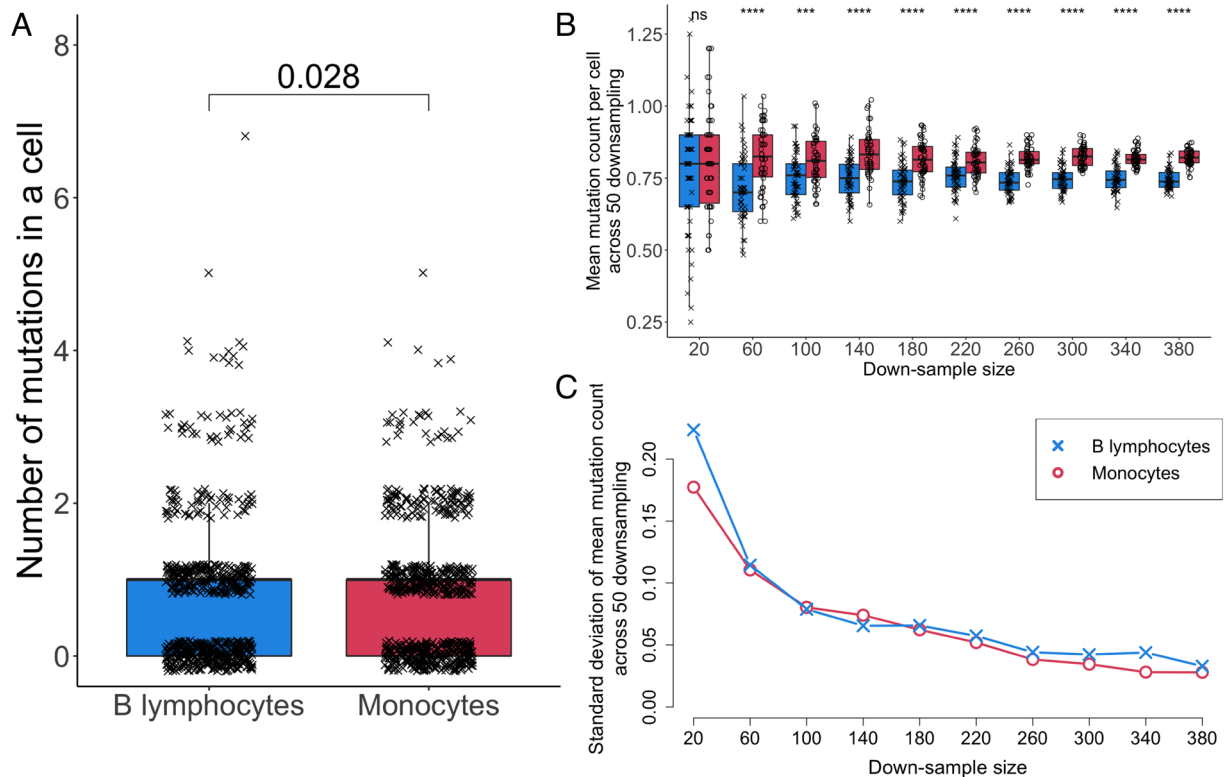 A
Number of mutations in a cell
8
6
4
2
0
0.028
B lymphocytes Monocytes
B
Mean mutation count per cell
across 50 downsampling
ns **** *** **** **** **** **** **** **** ****
1.25
1.00
0.75
0.50
0.25
20 60 100 140 180 220 260 300 340 380
Down-sample size
C
Standard deviation of mean mutation count
across 50 downsampling
0.20
0.15
0.10
0.05
0.00
B lymphocytes
Monocytes
20 60 100 140 180 220 260 300 340 380
Down-sample size